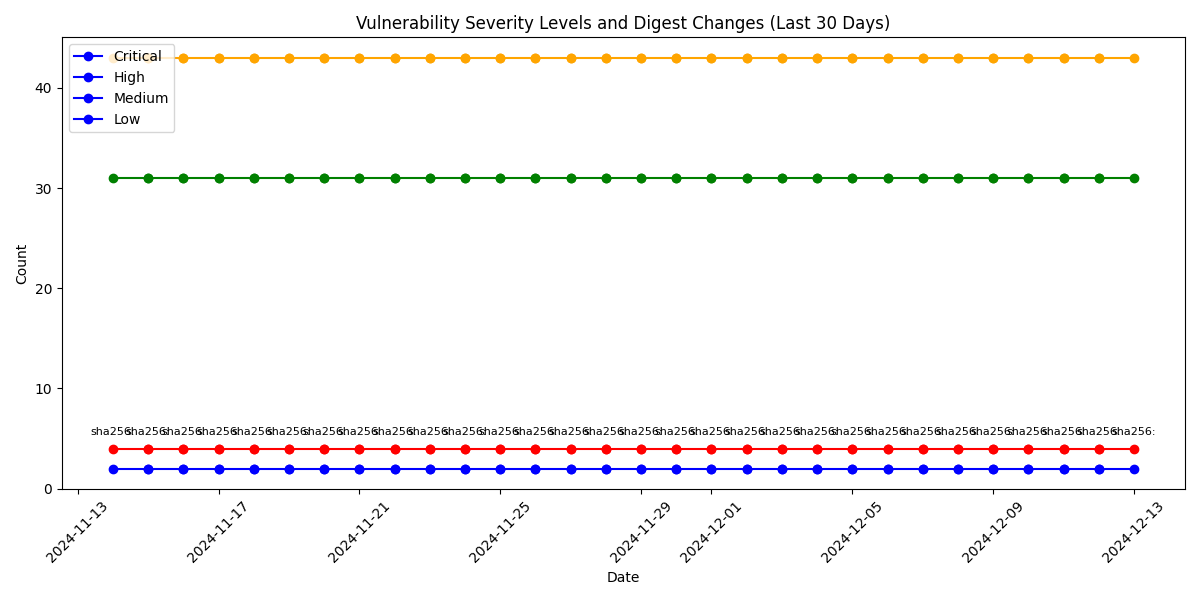 Vulnerability Severity Levels and Digest Changes (Last 30 Days)
Critical
High
Medium
Low
Count
40
30
20
10
0
sha256: sha256: sha256: sha256: sha256: sha256: sha256: sha256: sha256: sha256: sha256: sha256: sha256: sha256: sha256: sha256: sha256: sha256: sha256: sha256: sha256: sha256: sha256: sha256: sha256: sha256: sha256: sha256: sha256: sha256:
2024-11-13
2024-11-17
2024-11-21
2024-11-25
2024-11-29
2024-12-01
2024-12-05
2024-12-09
2024-12-13
Date